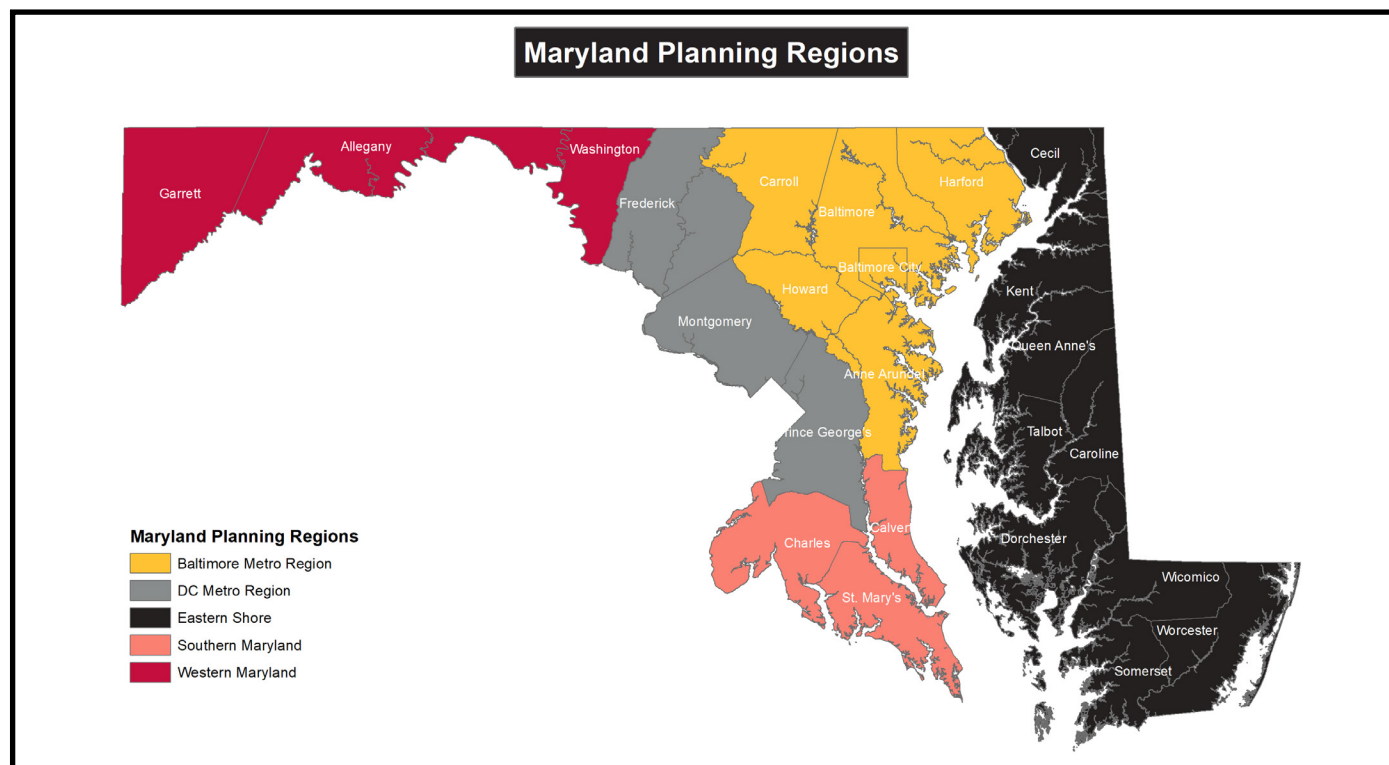 Maryland Planning Regions
Garrett
Allegany
Washington
Frederick
Carroll
Baltimore
Harford
Cecil
Baltimore City
Howard
Kent
Montgomery
Queen Anne's
Anne Arundel
Prince George's
Talbot
Caroline
Calvert
Charles
Dorchester
St. Mary's
Wicomico
Worcester
Somerset
Maryland Planning Regions
Baltimore Metro Region
DC Metro Region
Eastern Shore
Southern Maryland
Western Maryland